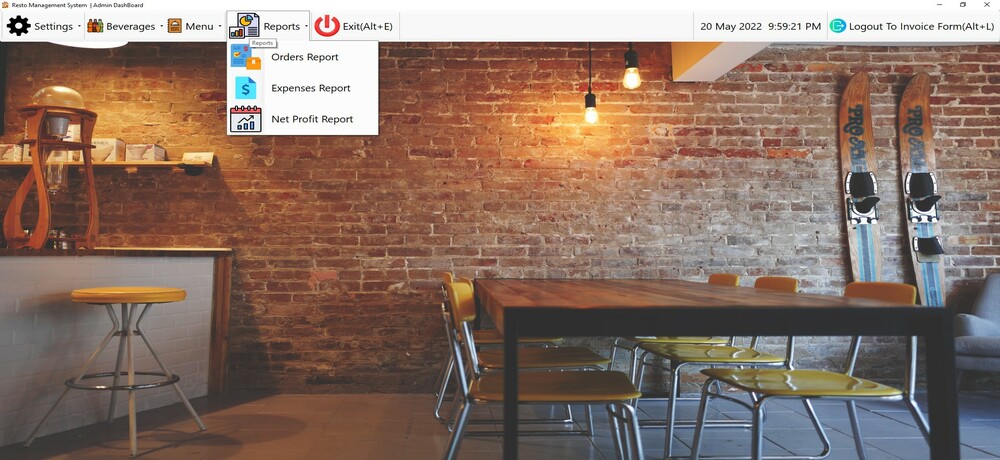 Resto Management System | Admin DashBoard
Settings Beverages Menu Reports Exit(Alt+E) 20 May 2022 9:59:21 PM Logout To Invoice Form(Alt+L)
Reports
Orders Report
Expenses Report
Net Profit Report